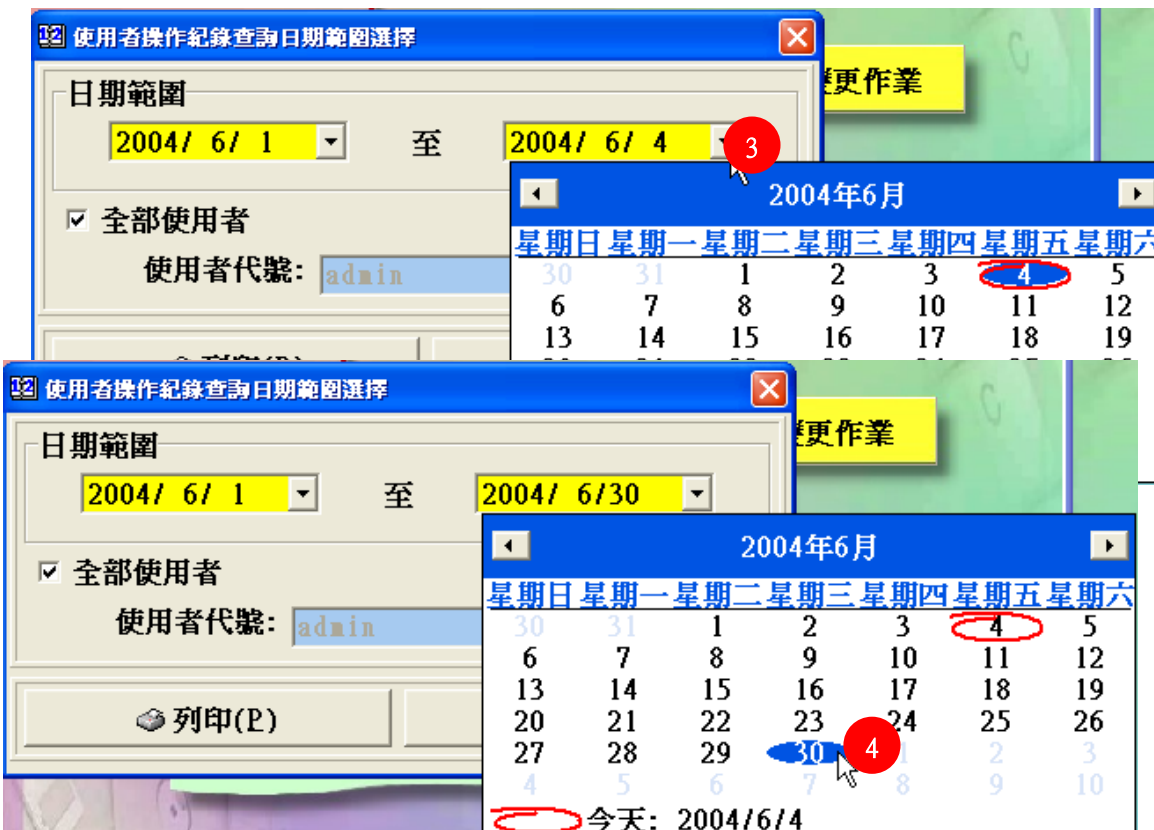 使用者操作紀錄查詢日期範圍選擇
更作業
日期範圍
2004/ 6/ 1 至 2004/ 6/ 4
3
2004年6月
全部使用者
星期日 星期一 星期二 星期三 星期四 星期五 星期六
使用者代號: admin
30 31 1 2 3 4 5
6 7 8 9 10 11 12
13 14 15 16 17 18 19
使用者操作紀錄查詢日期範圍選擇
更作業
日期範圍
2004/ 6/ 1 至 2004/ 6/30
2004年6月
全部使用者
星期日 星期一 星期二 星期三 星期四 星期五 星期六
使用者代號: admin
30 31 1 2 3 4 5
6 7 8 9 10 11 12
13 14 15 16 17 18 19
列印(P)
20 21 22 23 24 25 26
27 28 29 30 1 2 3
4
4 5 6 7 8 9 10
今天: 2004/6/4